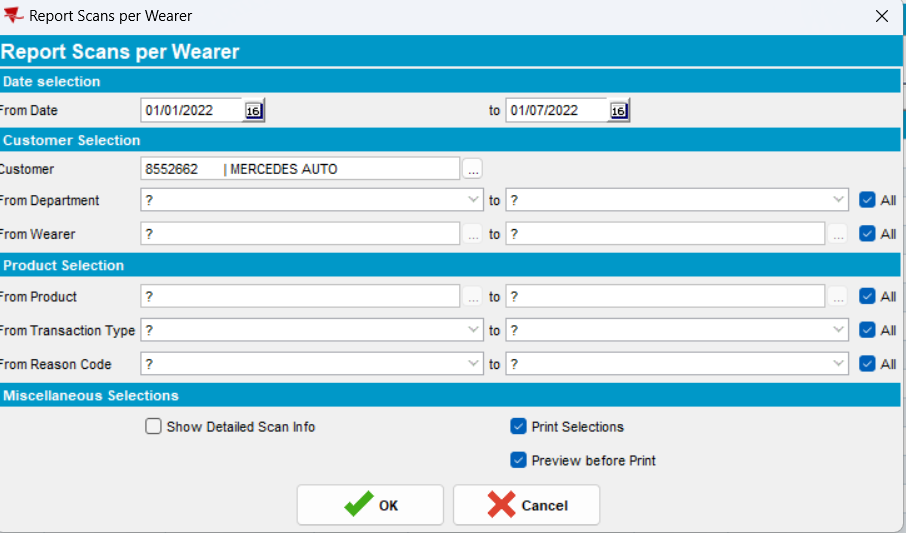 Report Scans per Wearer
Report Scans per Wearer
Date selection
From Date 01/01/2022 16 to 01/07/2022 16
Customer Selection
Customer 8552662 | MERCEDES AUTO ...
From Department ? to ? All
From Wearer ? ... to ? ... All
Product Selection
From Product ? ... to ? ... All
From Transaction Type ? to ? All
From Reason Code ? to ? All
Miscellaneous Selections
Show Detailed Scan Info Print Selections
Preview before Print
OK Cancel